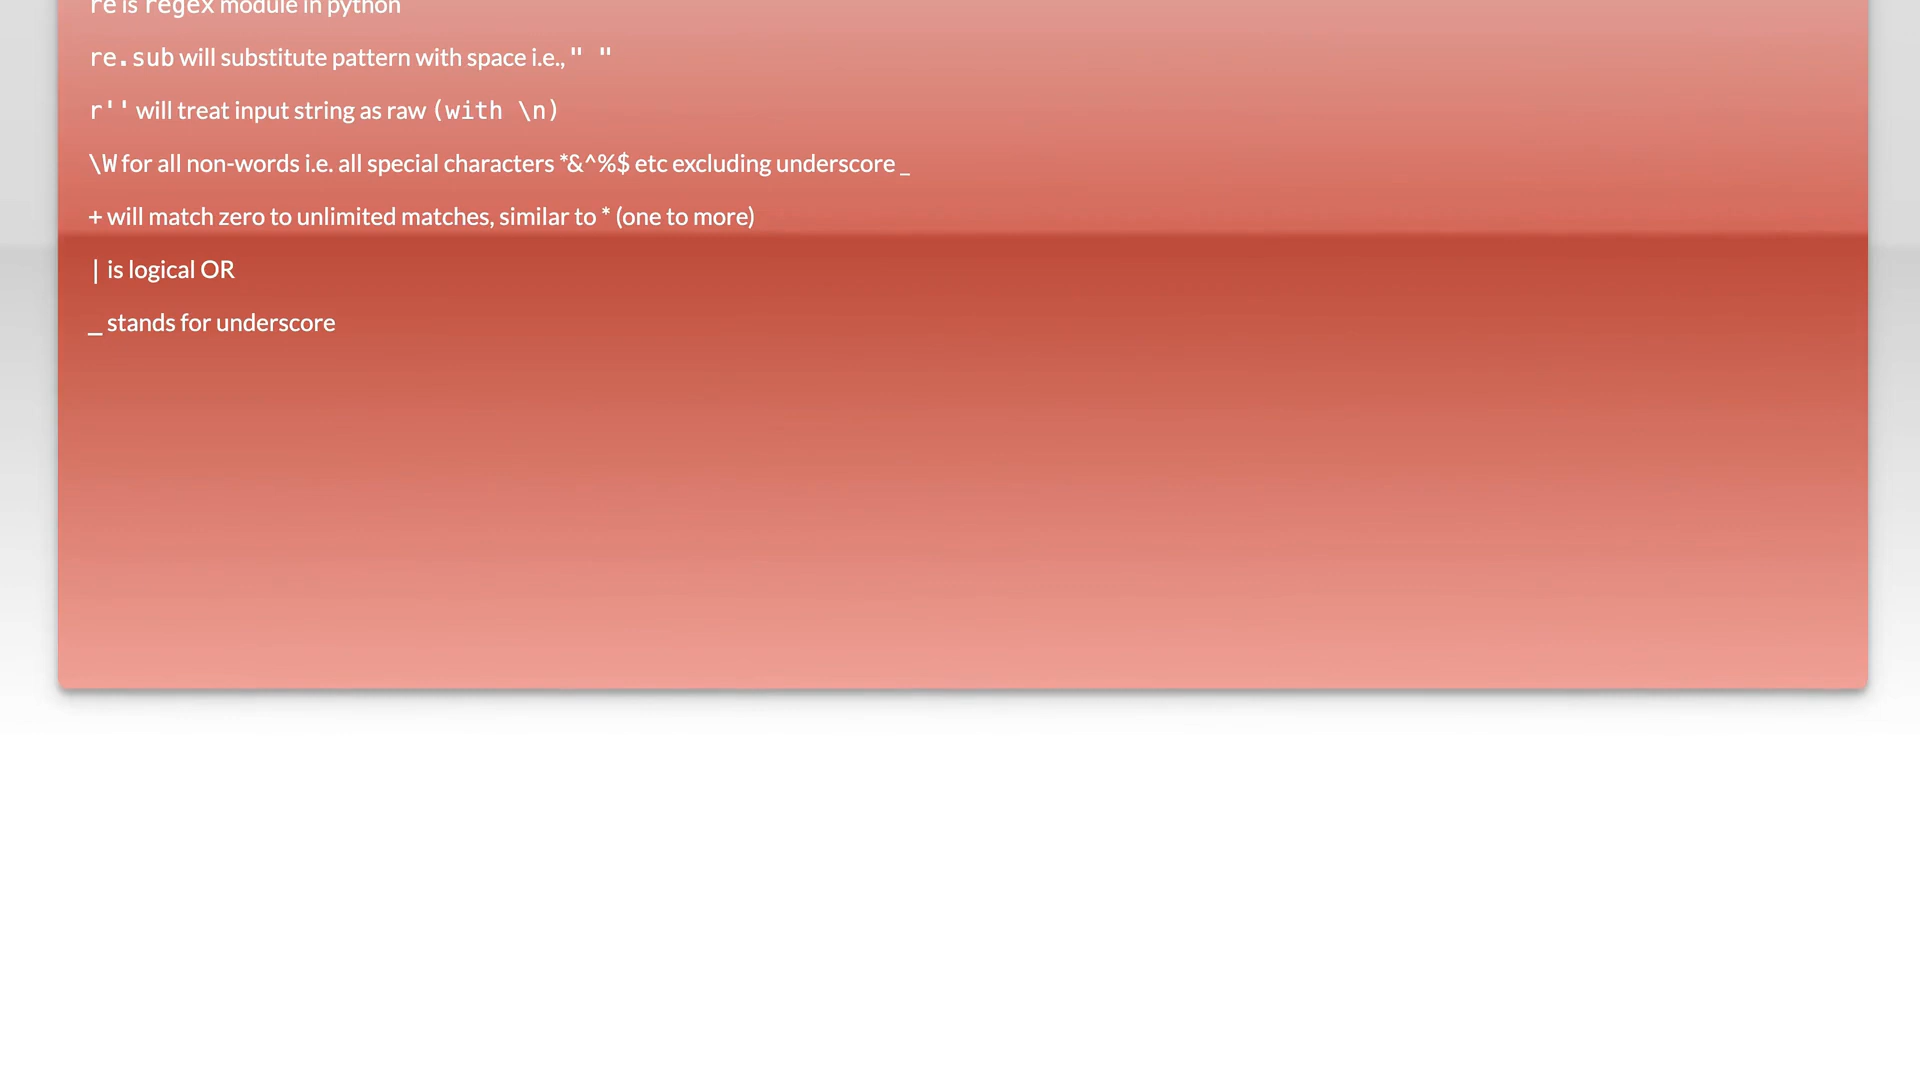 re is regex module in python
re.sub will substitute pattern with space i.e., " "
r'' will treat input string as raw (with \n)
\W for all non-words i.e. all special characters *&^%$ etc excluding underscore _
+ will match zero to unlimited matches, similar to * (one to more)
| is logical OR
_ stands for underscore